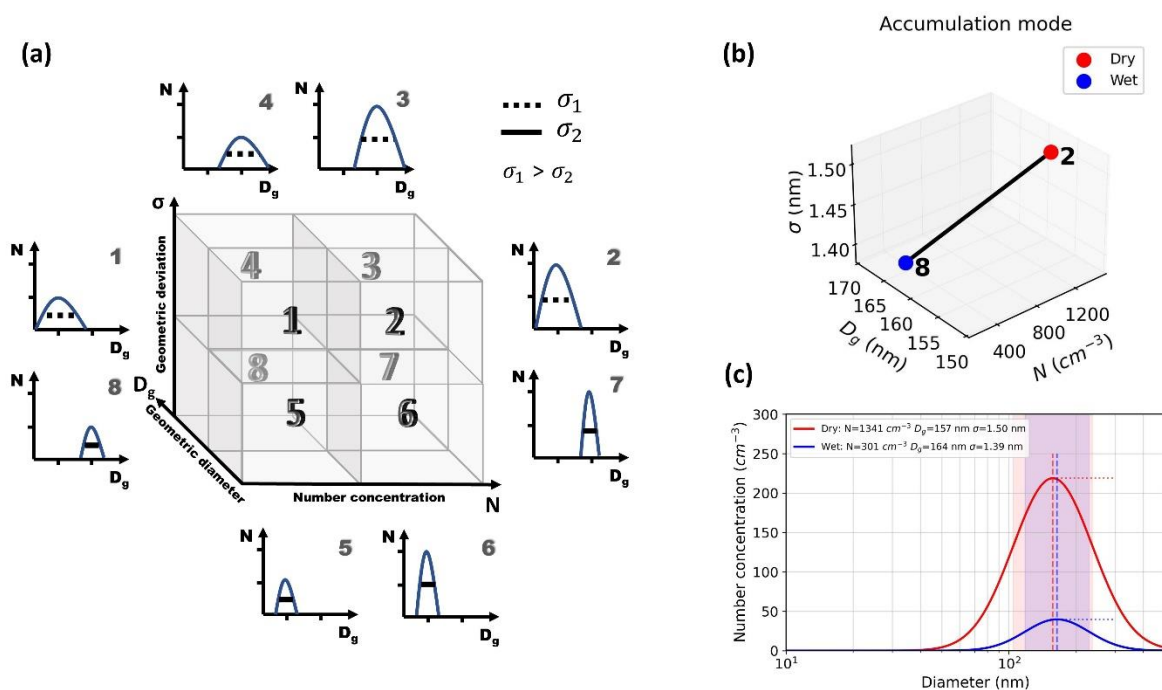 (a)
N
4
D_g
N
3
D_g
σ₁
σ₂
σ₁ > σ₂
N
1
D_g
N
8
D_g
σ
Geometric deviation
D_g
Geometric diameter
Number concentration
N
4
3
1
2
8
7
5
6
N
2
D_g
N
7
D_g
N
5
D_g
N
6
D_g
(b)
Accumulation mode
Dry
Wet
2
8
1.50
1.45
1.40
σ (nm)
170
165
160
155
150
D_g (nm)
400
800
1200
N (cm⁻³)
(c)
Dry: N=1341 cm⁻³ D_g=157 nm σ=1.50 nm
Wet: N=301 cm⁻³ D_g=164 nm σ=1.39 nm
300
250
200
150
100
50
0
Number concentration (cm⁻³)
10¹
10²
Diameter (nm)